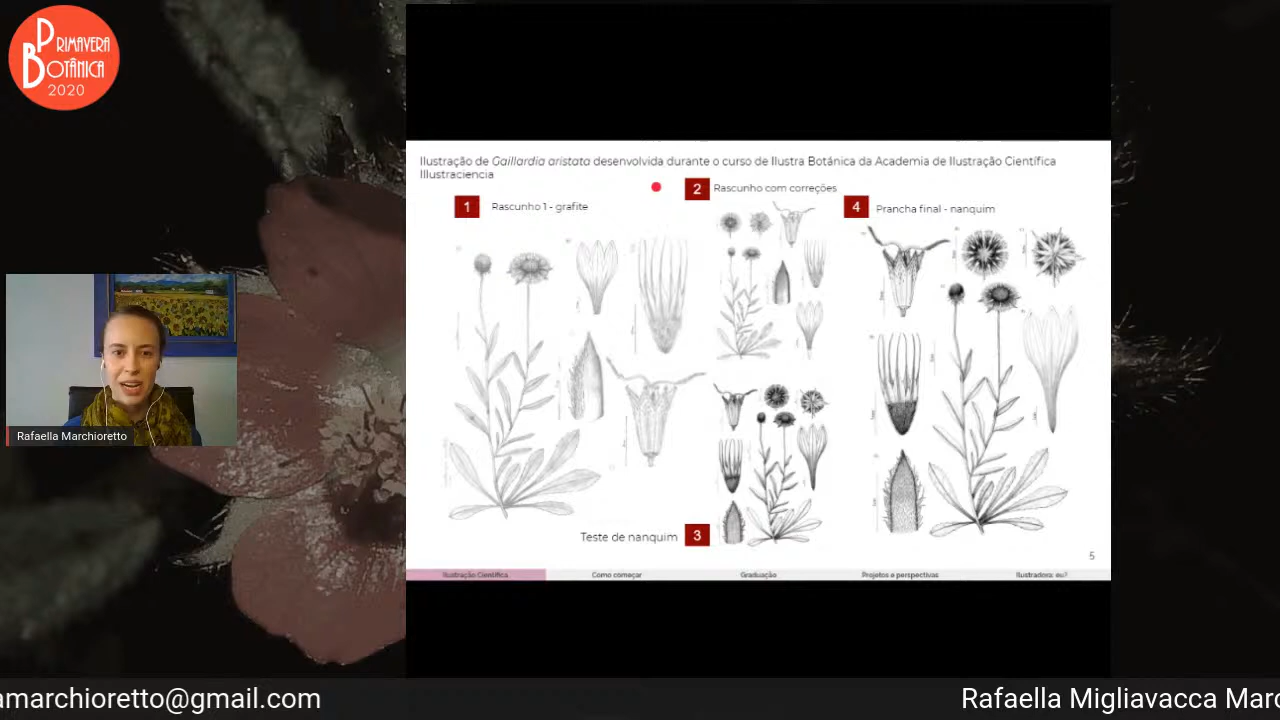 PRIMAVERA
BOTÂNICA
2020
Ilustração de Gaillardia aristata desenvolvida durante o curso de Ilustra Botânica da Academia de Ilustração Científica
Illustraciencia
1 Rascunho 1 - grafite
2 Rascunho com correções
4 Prancha final - nanquim
Teste de nanquim 3
5
Ilustração Científica Como começar Graduação Projetos e perspectivas Ilustradora: eu?
Rafaella Marchioretto
amarchioretto@gmail.com Rafaella Migliavacca Marc